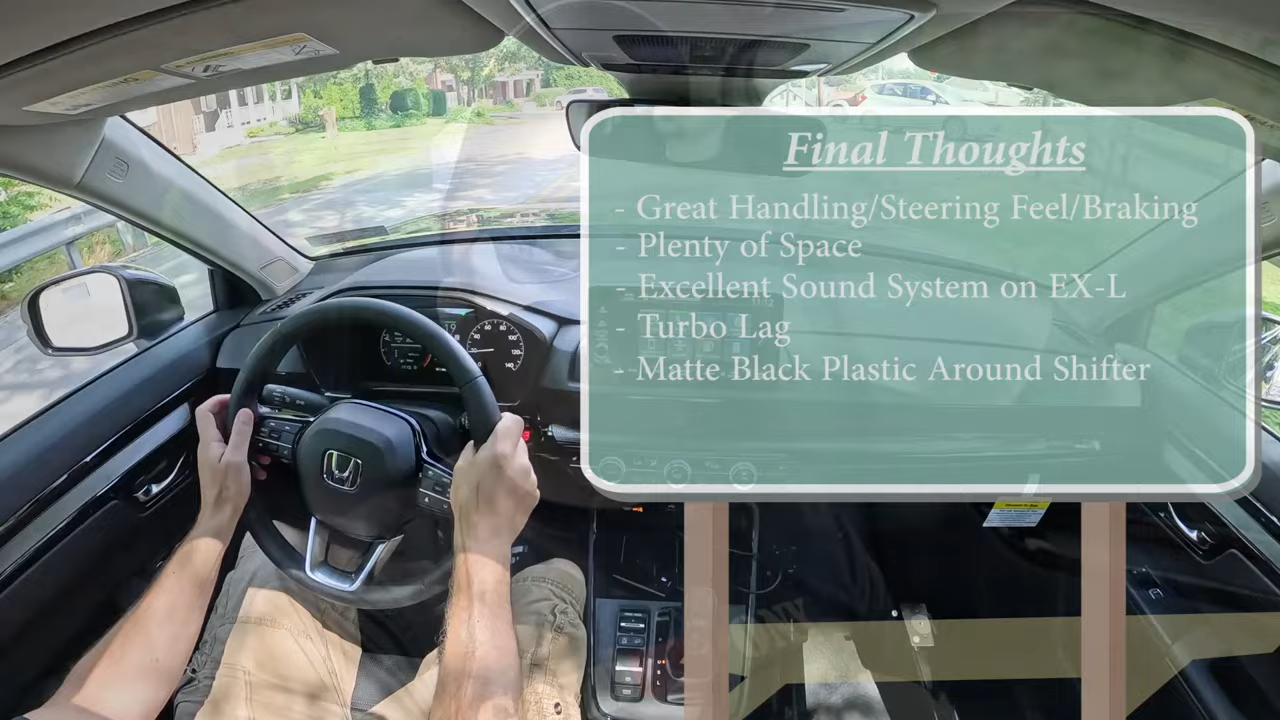 Final Thoughts
- Great Handling/Steering Feel/Braking
- Plenty of Space
- Excellent Sound System on EX-L
- Turbo Lag
- Matte Black Plastic Around Shifter